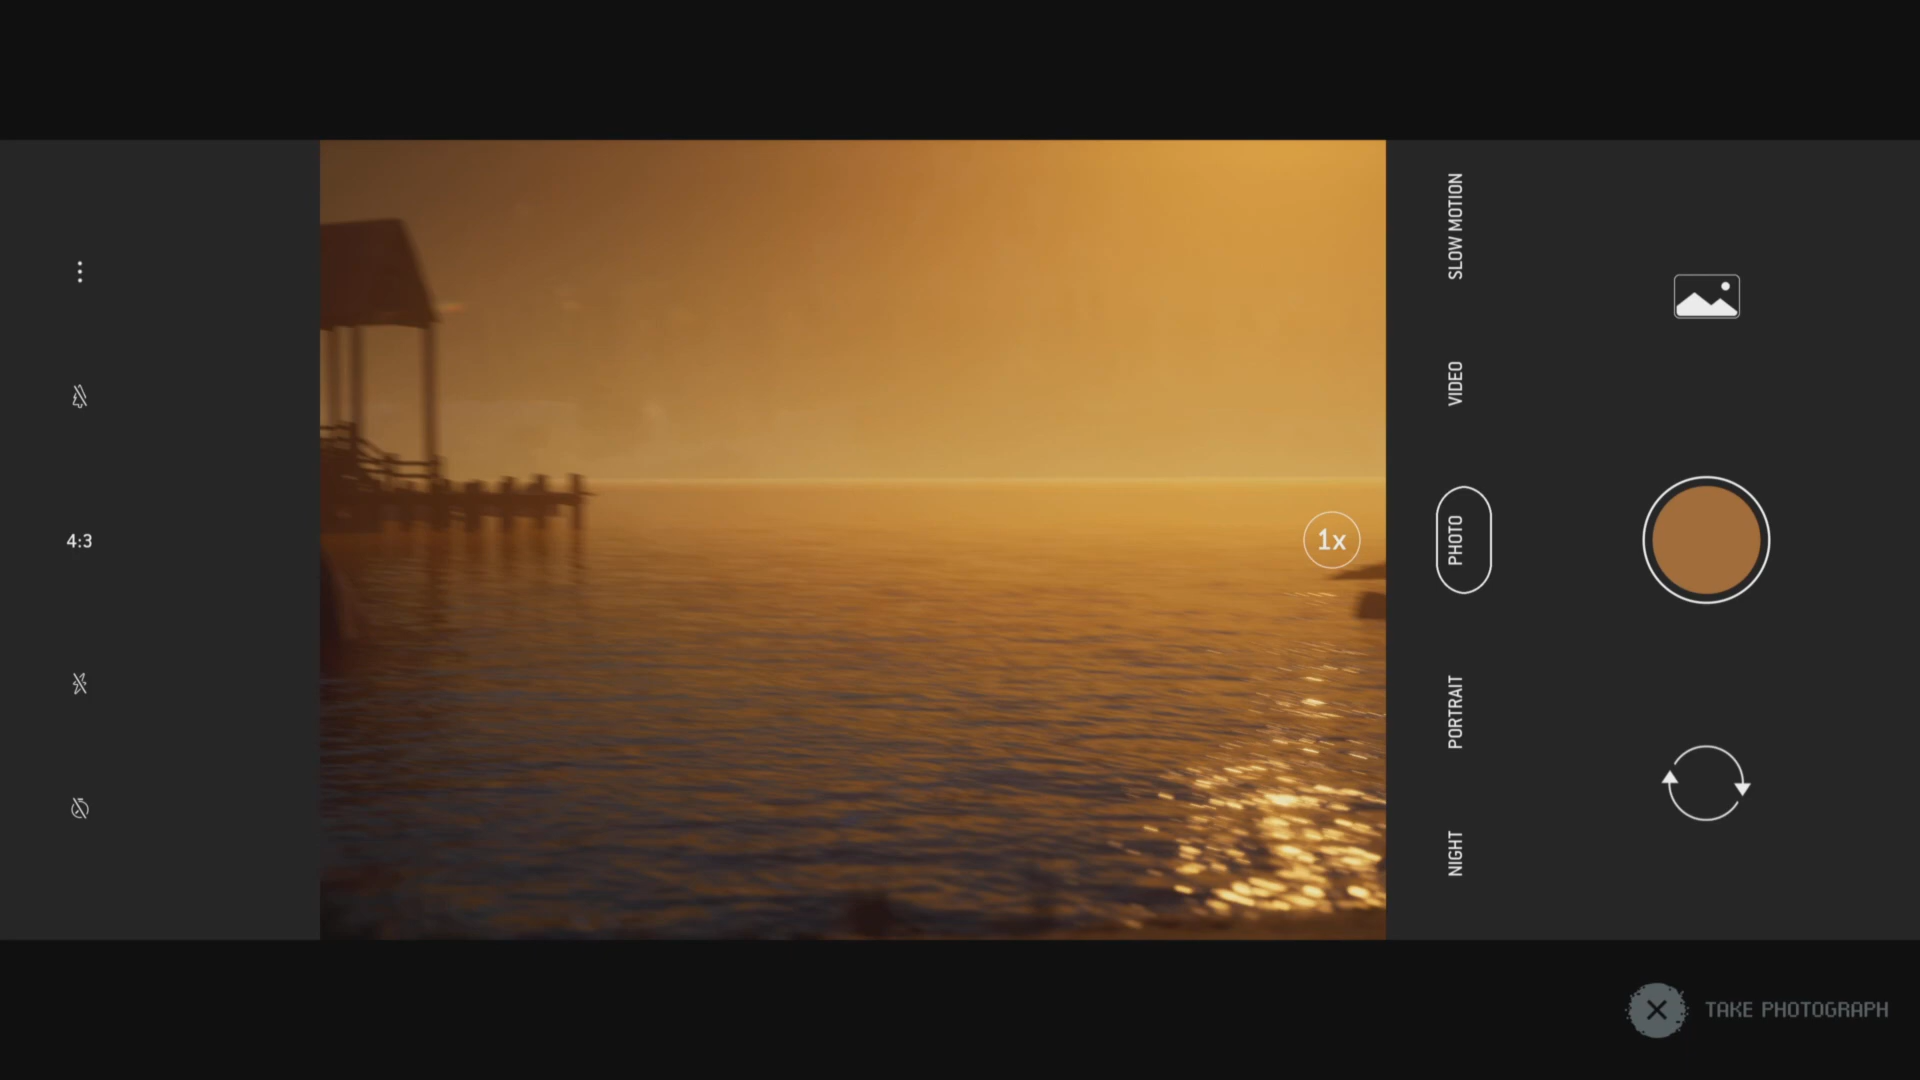 4:3
1x
SLOW MOTION
VIDEO
PHOTO
PORTRAIT
NIGHT
TAKE PHOTOGRAPH